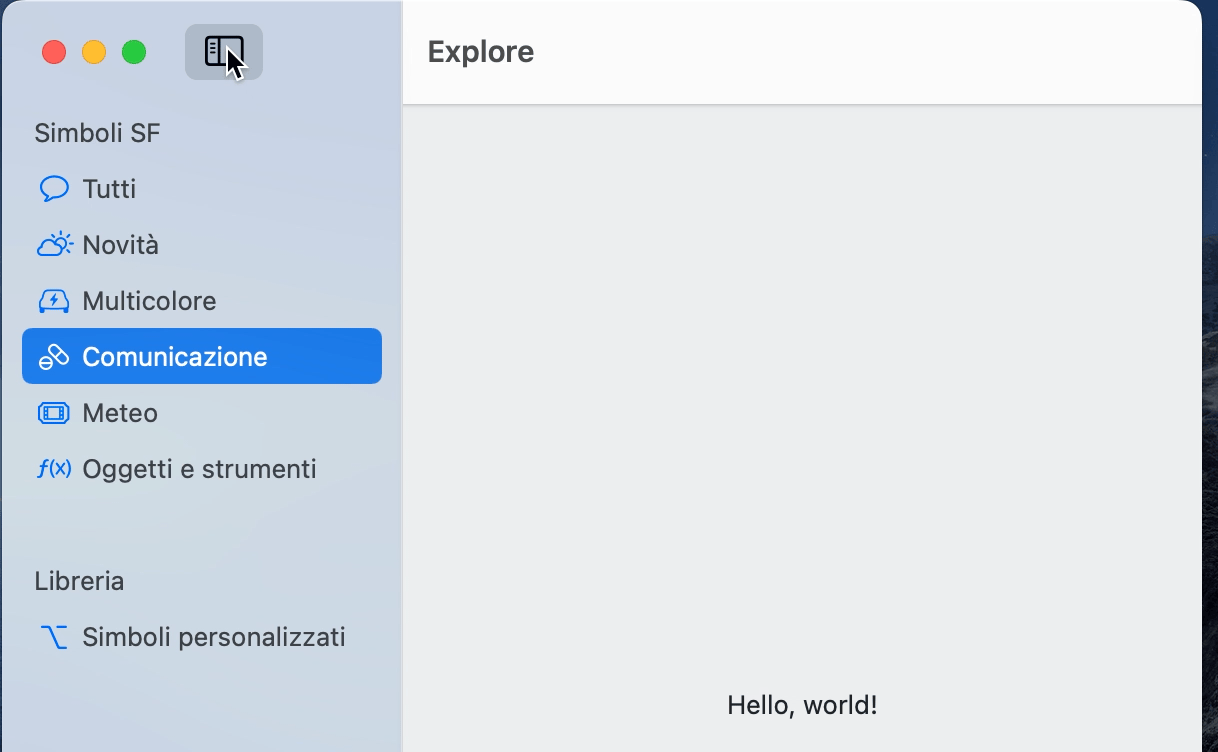 Explore
Simboli SF
Tutti
Novità
Multicolore
Comunicazione
Meteo
f(x) Oggetti e strumenti
Libreria
Simboli personalizzati
Hello, world!